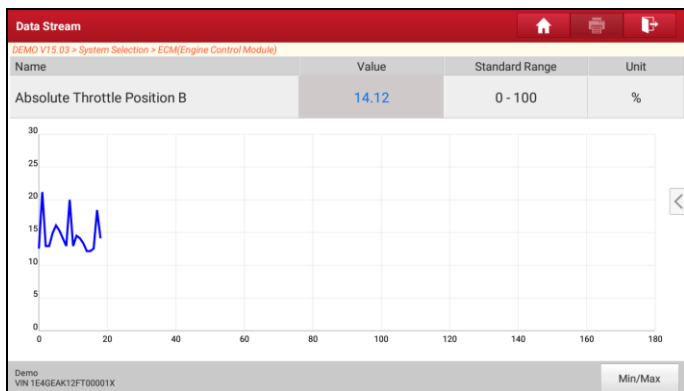 Data Stream
DEMO V15.03 > System Selection > ECM(Engine Control Module)
Name Value Standard Range Unit
Absolute Throttle Position B 14.12 0 - 100 %
30
25
20
15
10
5
0
0 20 40 60 80 100 120 140 160 180
Demo
VIN 1E4GEAK12FT00001X
Min/Max